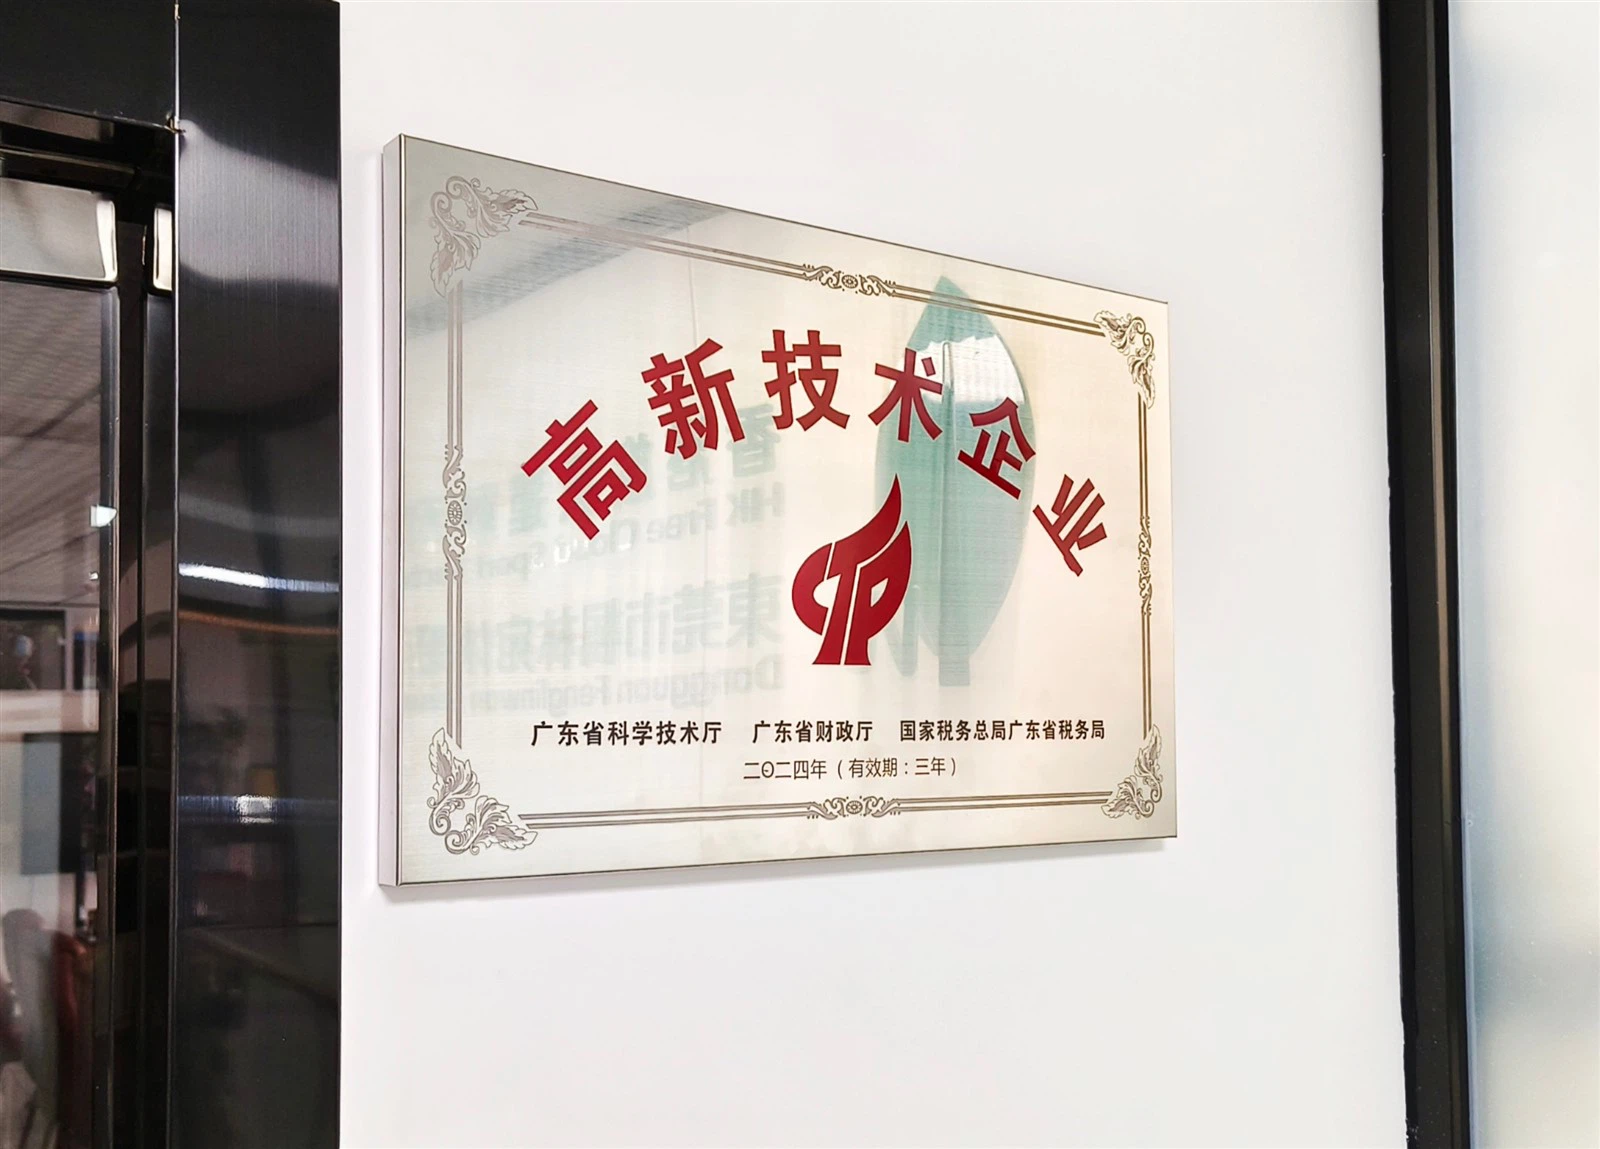 高新技术企业
广东省科学技术厅 广东省财政厅 国家税务总局广东省税务局
二〇二四年(有效期:三年)